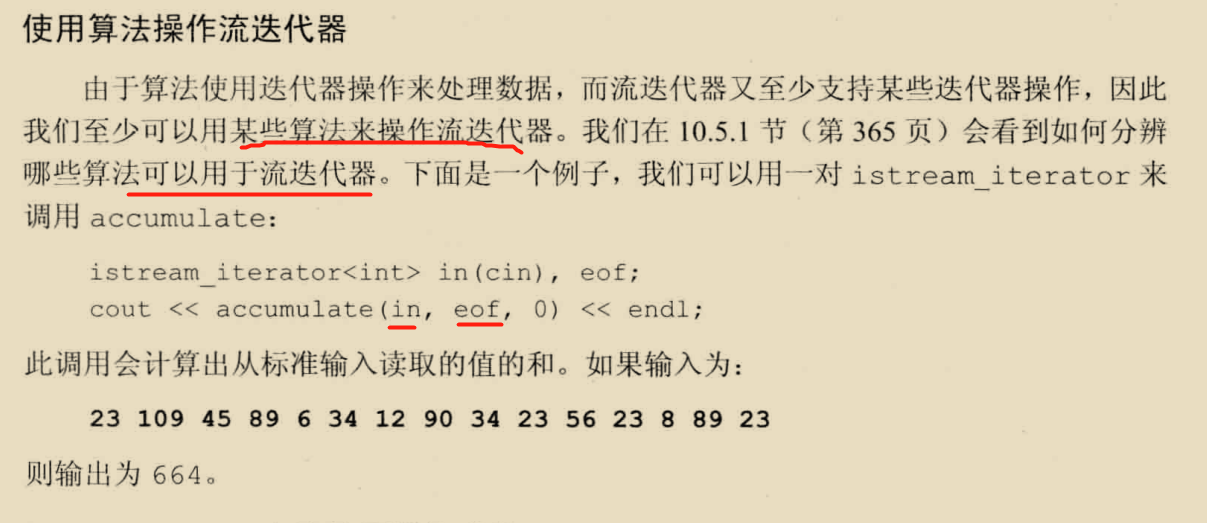 使用算法操作流迭代器
由于算法使用迭代器操作来处理数据，而流迭代器又至少支持某些迭代器操作，因此
我们至少可以用某些算法来操作流迭代器。我们在 10.5.1 节（第 365 页）会看到如何分辨
哪些算法可以用于流迭代器。下面是一个例子，我们可以用一对 istream_iterator 来
调用 accumulate：
istream_iterator<int> in(cin), eof;
cout << accumulate(in, eof, 0) << endl;
此调用会计算出从标准输入读取的值的和。如果输入为：
23 109 45 89 6 34 12 90 34 23 56 23 8 89 23
则输出为 664。